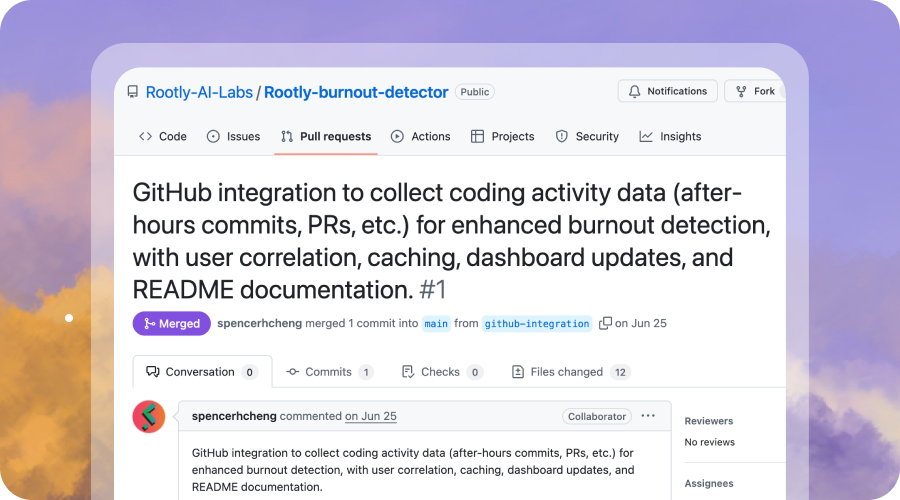 Rootly-AI-Labs / Rootly-burnout-detector Public Notifications Fork
Code Issues Pull requests Actions Projects Security Insights
GitHub integration to collect coding activity data (after-
hours commits, PRs, etc.) for enhanced burnout detection,
with user correlation, caching, dashboard updates, and
README documentation. #1
Merged spencerhcheng merged 1 commit into main from github-integration on Jun 25
Conversation 0 Commits 1 Checks 0 Files changed 12
spencerhcheng commented on Jun 25 Collaborator ...
GitHub integration to collect coding activity data (after-hours commits, PRs, etc.) for
enhanced burnout detection, with user correlation, caching, dashboard updates, and
README documentation.
Reviewers
No reviews
Assignees